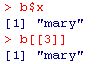 > b$x
[1] "mary"
> b[[3]]
[1] "mary"